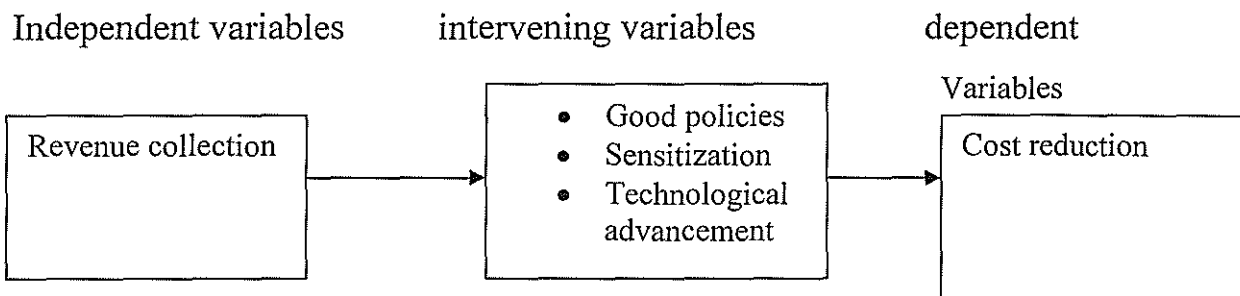 Independent variables intervening variables dependent
Variables
Revenue collection
• Good policies
• Sensitization
• Technological
advancement
Cost reduction